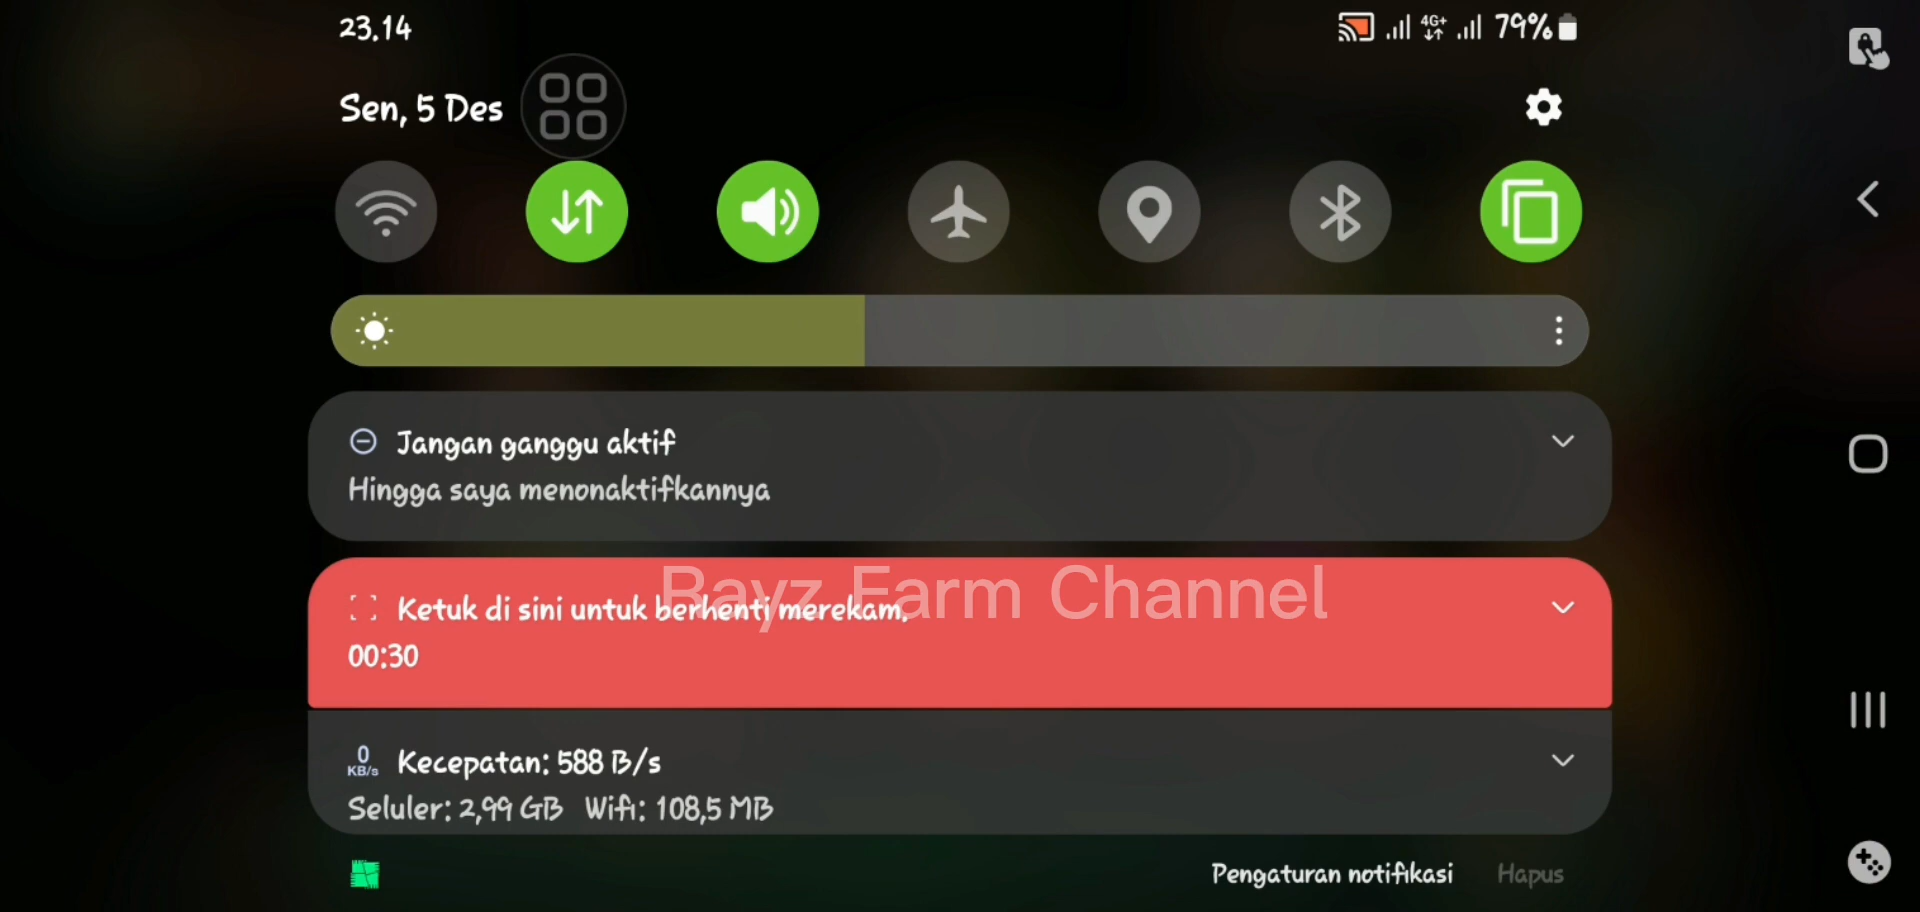 23.14
4G+
79%
Sen, 5 Des
Jangan ganggu aktif
Hingga saya menonaktifkannya
Rayz Farm Channel
Ketuk di sini untuk berhenti merekam.
00:30
0
KB/s
Kecepatan: 588 B/s
Seluler: 2,99 GB Wifi: 108,5 MB
Pengaturan notifikasi
Hapus